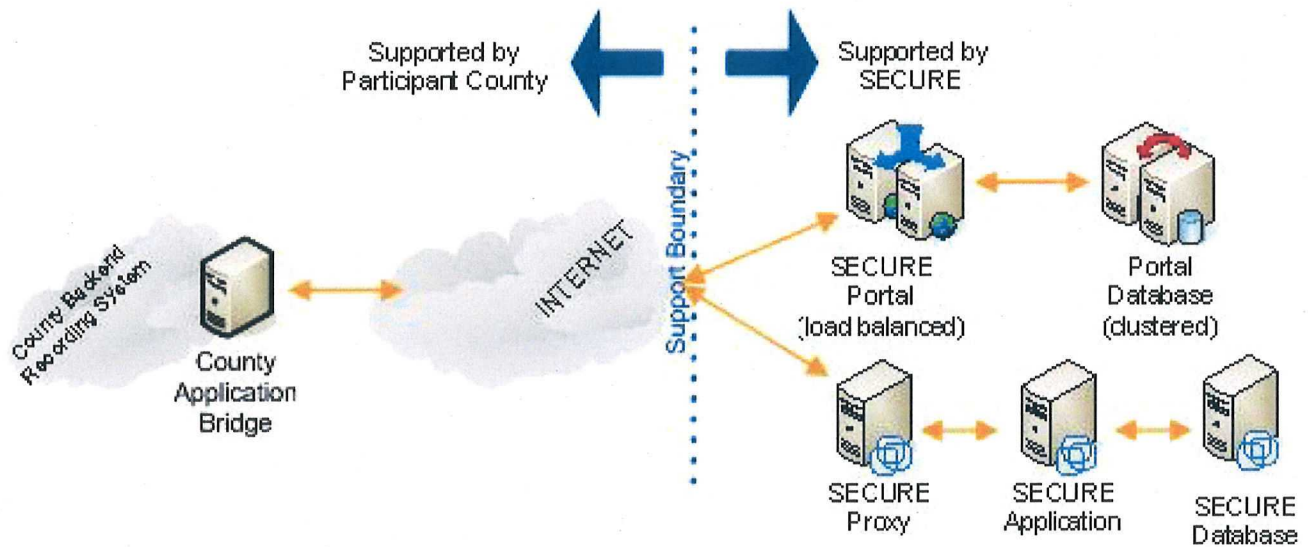 Supported by
Participant County
Supported by
SECURE
Support Boundary
County Backend
Recording System
County
Application
Bridge
INTERNET
SECURE
Portal
(load balanced)
Portal
Database
(clustered)
SECURE
Proxy
SECURE
Application
SECURE
Database